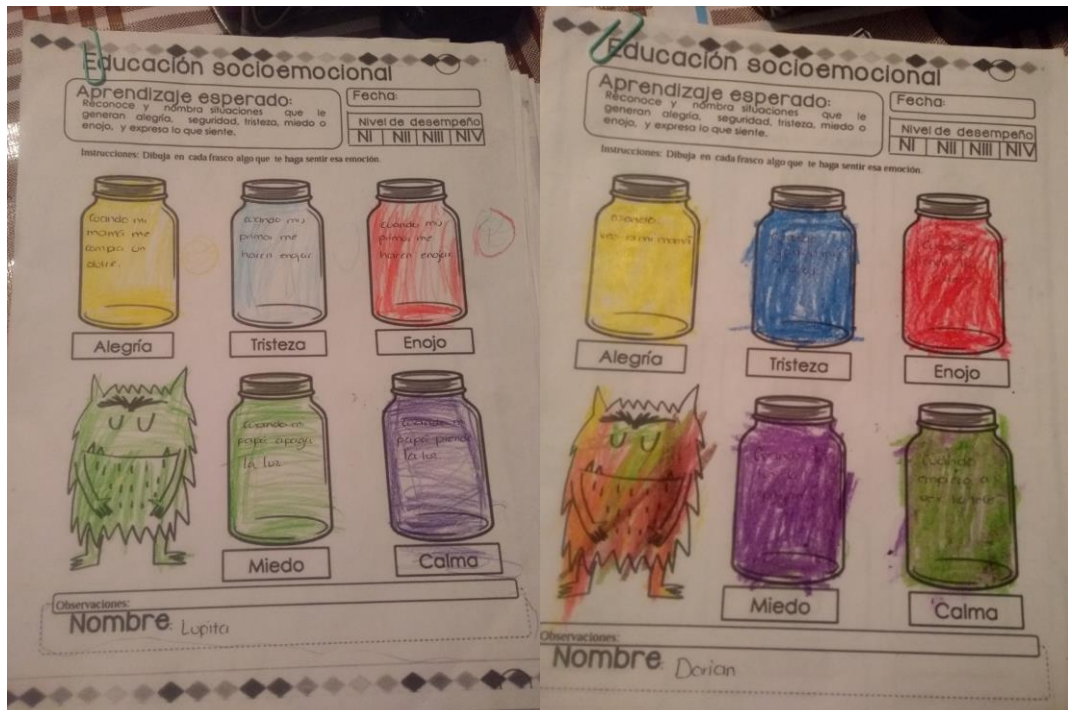 Educación socioemocional
Aprendizaje esperado:
Reconoce y nombra situaciones que le
generan alegría, seguridad, tristeza, miedo o
enojo, y expresa lo que siente.
Fecha:
Nivel de desempeño
NI NII NIII NIV
Instrucciones: Dibuja en cada frasco algo que te haga sentir esa emoción.
Cuando mi
mamá me
compra un
dulce.
Cuando mis
primos me
hacen enojar
Cuando mis
primos me
hacen enojar
Alegría
Tristeza
Enojo
Cuando mi
papá apaga
la luz
Cuando mi
papá prende
la luz
Miedo
Calma
Observaciones:
Nombre: Lupita
Educación socioemocional
Aprendizaje esperado:
Reconoce y nombra situaciones que le
generan alegría, seguridad, tristeza, miedo o
enojo, y expresa lo que siente.
Fecha:
Nivel de desempeño
NI NII NIII NIV
Instrucciones: Dibuja en cada frasco algo que te haga sentir esa emoción.
cuando
veo a mi mamá
Alegría
Tristeza
Enojo
Cuando
empiezo a
ver la tele
Miedo
Calma
Observaciones:
Nombre: Dorian